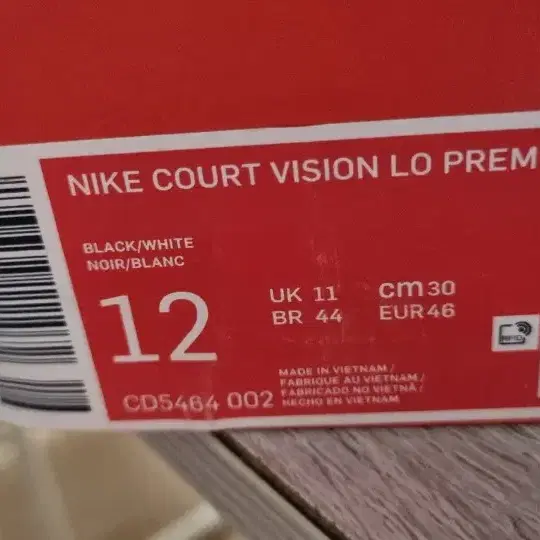 NIKE COURT VISION LO PREM
BLACK/WHITE
NOIR/BLANC
12
UK 11
BR 44
cm 30
EUR 46
RFID
CD5464 002
MADE IN VIETNAM /
FABRIQUE AU VIETNAM /
FABRICADO NO VIETNÃ /
HECHO EN VIETNAM